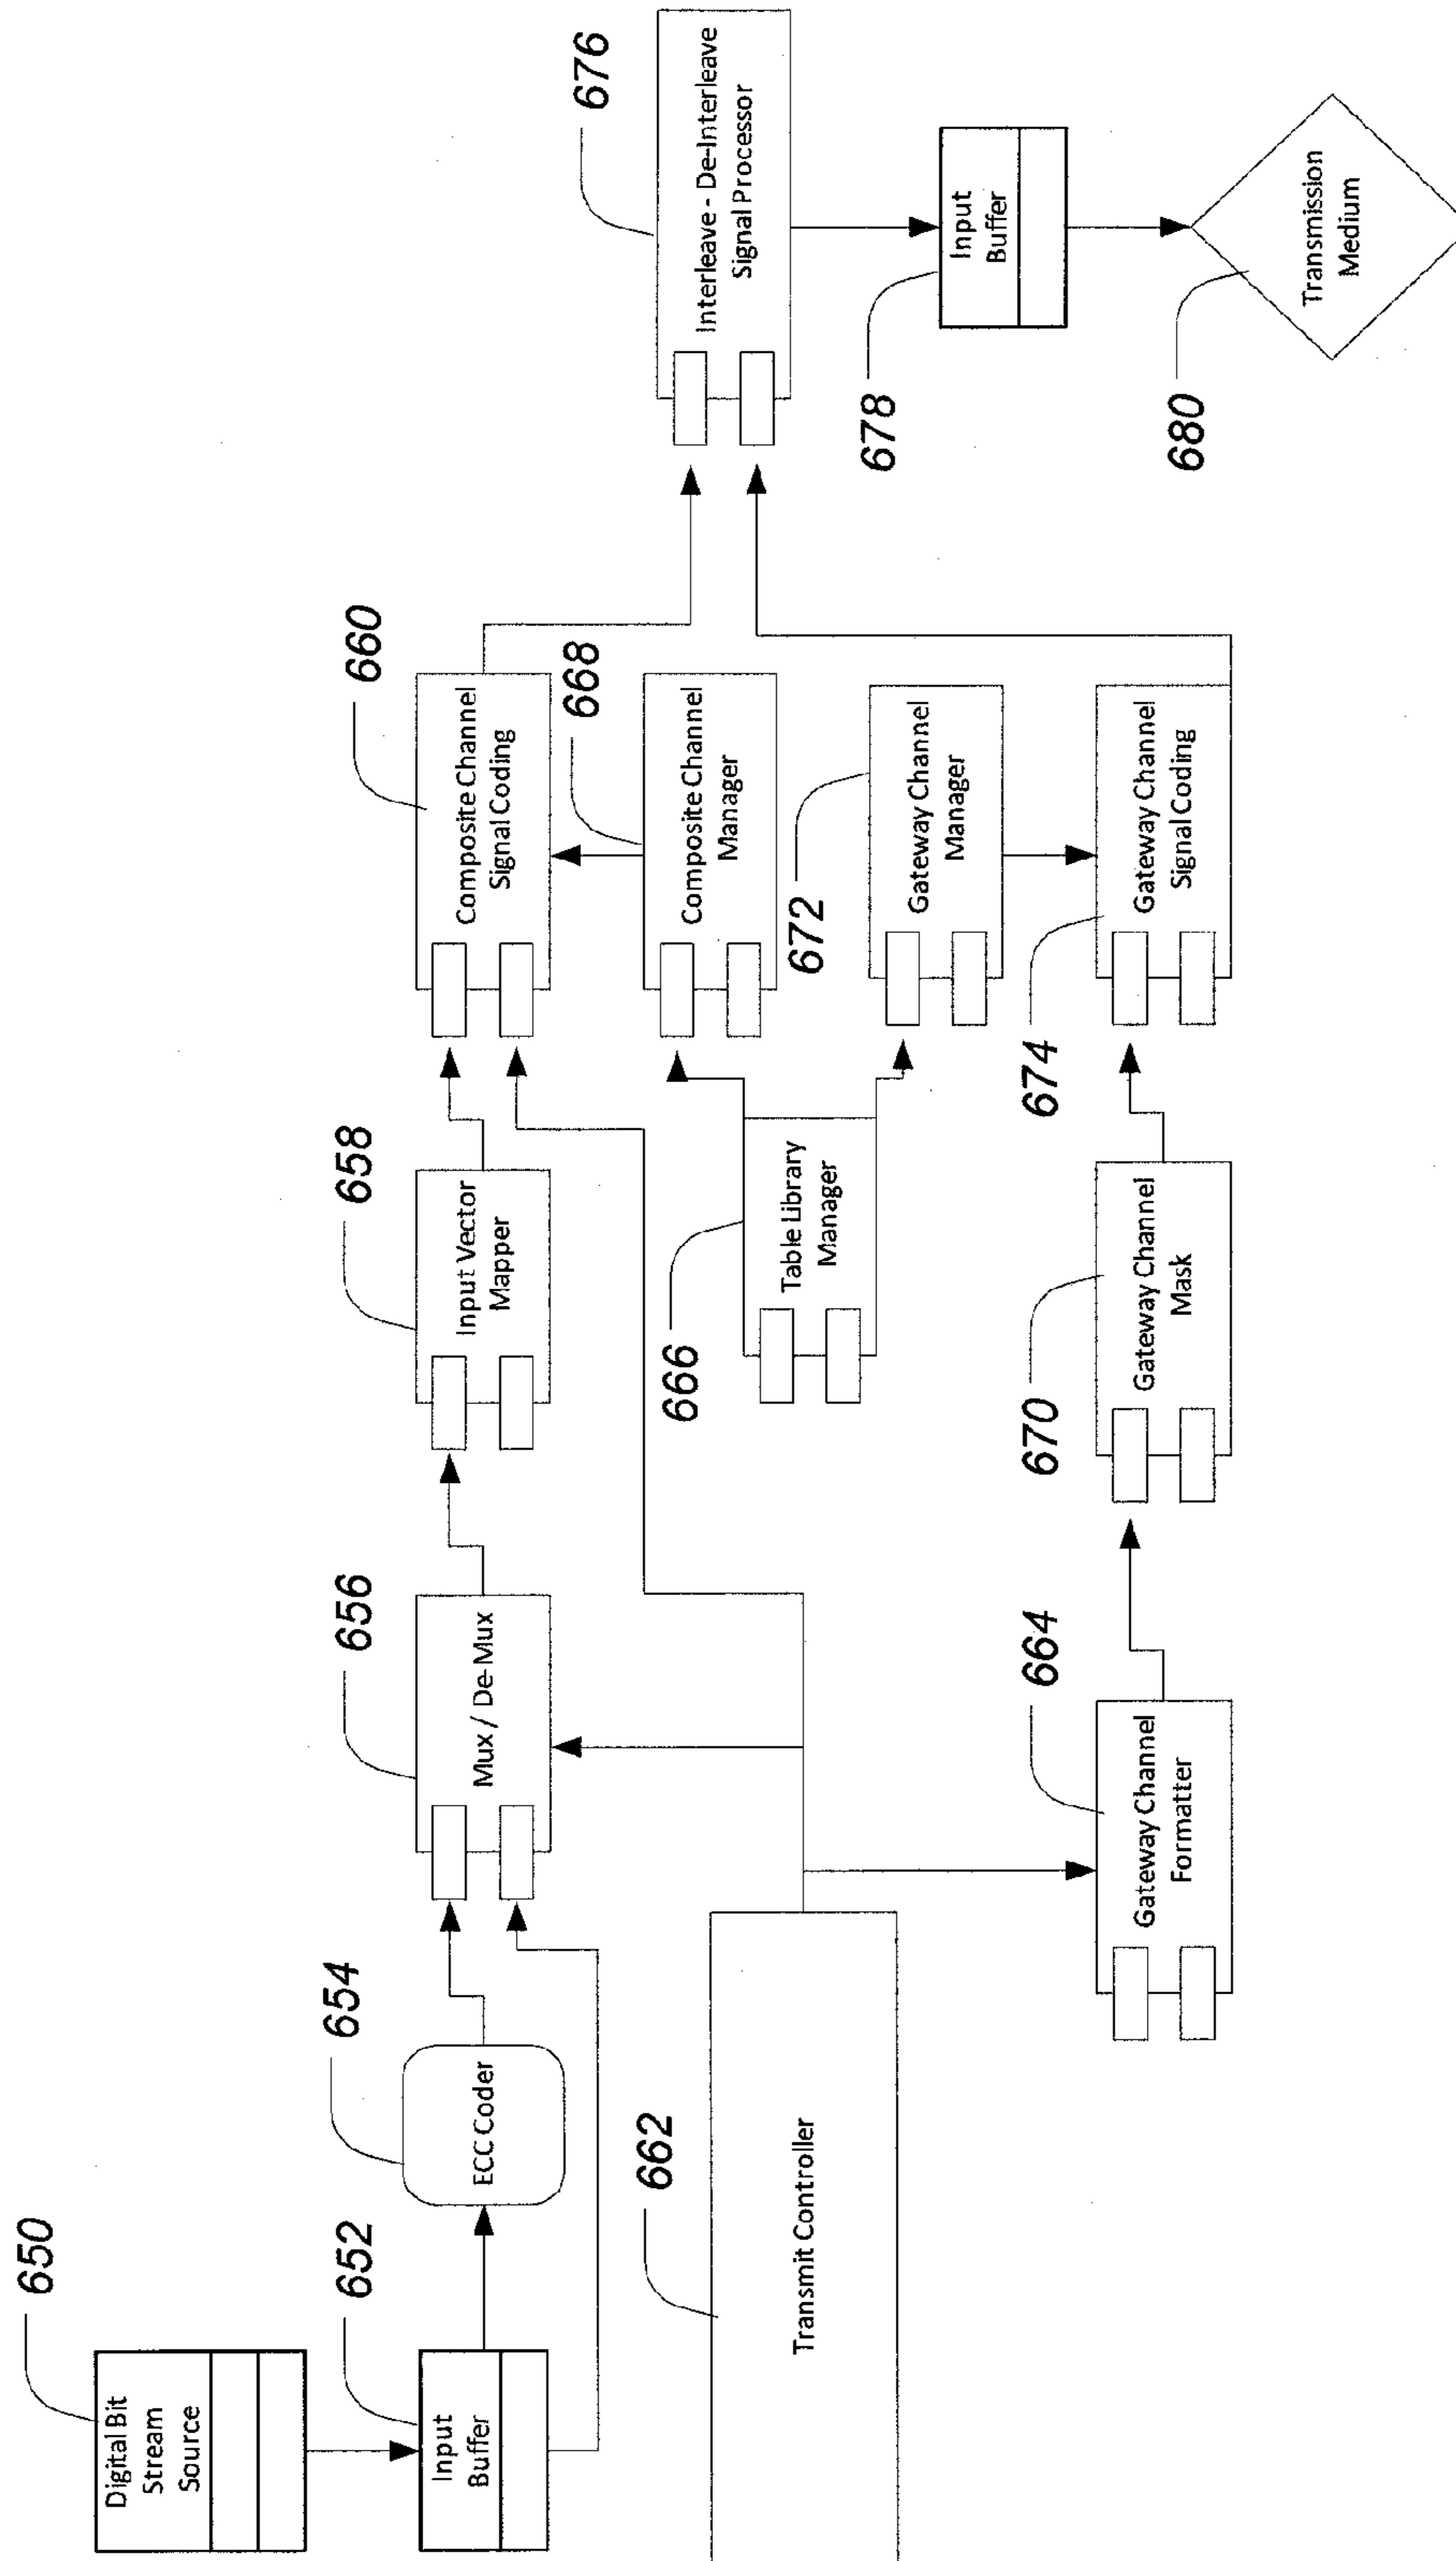 650
Digital Bit
Stream
Source
652
Input
Buffer
654
ECC Coder
656
Mux / De-Mux
658
Input Vector
Mapper
660
Composite Channel
Signal Coding
662
Transmit Controller
664
Gateway Channel
Formatter
666
Table Library
Manager
668
Composite Channel
Manager
670
Gateway Channel
Mask
672
Gateway Channel
Manager
674
Gateway Channel
Signal Coding
676
Interleave - De-Interleave
Signal Processor
678
Input
Buffer
680
Transmission
Medium